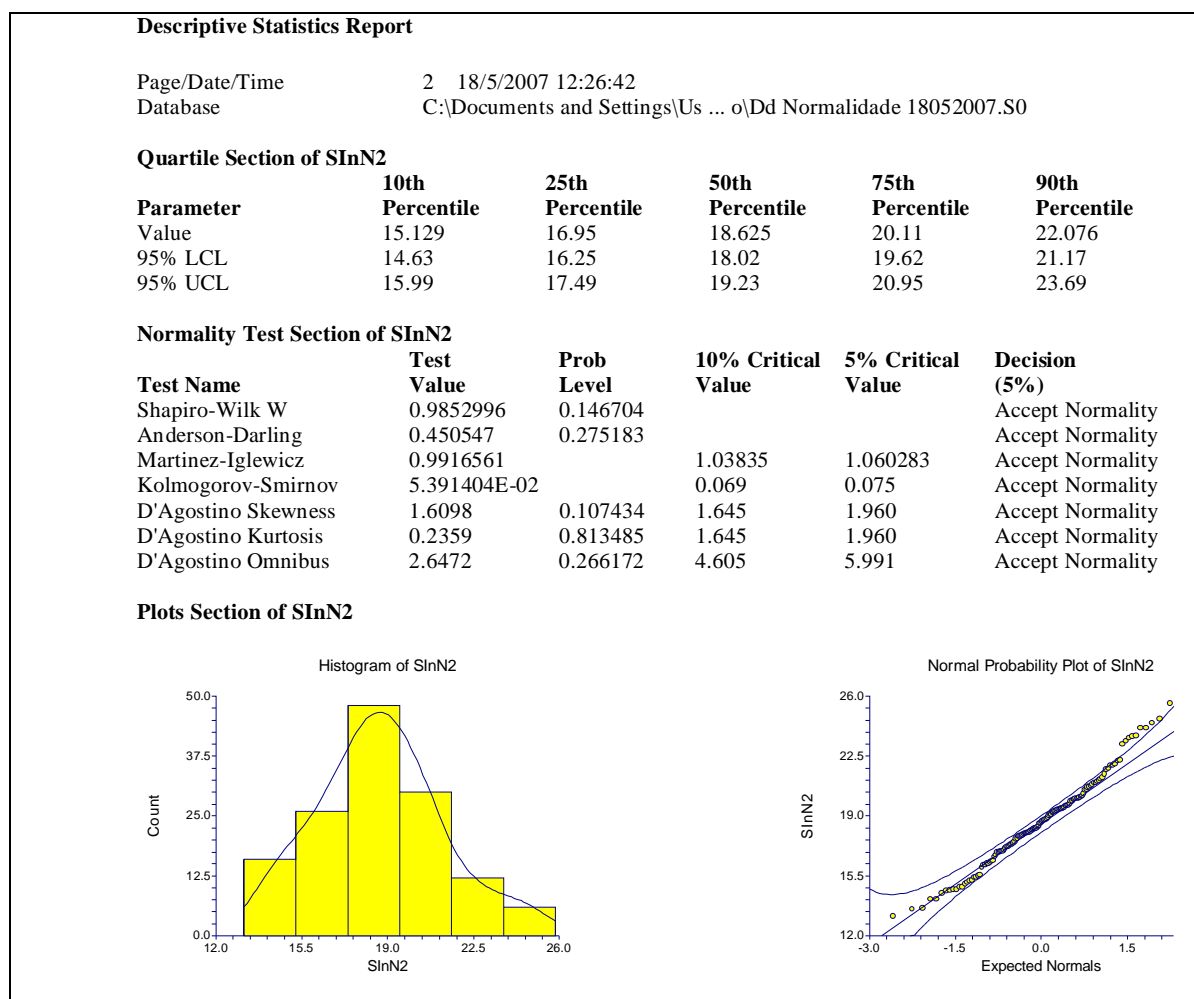 Descriptive Statistics Report
Page/Date/Time 2 18/5/2007 12:26:42
Database C:\Documents and Settings\Us ... o\Dd Normalidade 18052007.S0
Quartile Section of SInN2
10th 25th 50th 75th 90th
Parameter Percentile Percentile Percentile Percentile Percentile
Value 15.129 16.95 18.625 20.11 22.076
95% LCL 14.63 16.25 18.02 19.62 21.17
95% UCL 15.99 17.49 19.23 20.95 23.69
Normality Test Section of SInN2
Test Prob 10% Critical 5% Critical Decision
Test Name Value Level Value Value (5%)
Shapiro-Wilk W 0.9852996 0.146704 Accept Normality
Anderson-Darling 0.450547 0.275183 Accept Normality
Martinez-Iglewicz 0.9916561 1.03835 1.060283 Accept Normality
Kolmogorov-Smirnov 5.391404E-02 0.069 0.075 Accept Normality
D'Agostino Skewness 1.6098 0.107434 1.645 1.960 Accept Normality
D'Agostino Kurtosis 0.2359 0.813485 1.645 1.960 Accept Normality
D'Agostino Omnibus 2.6472 0.266172 4.605 5.991 Accept Normality
Plots Section of SInN2
Histogram of SInN2
50.0
37.5
25.0
12.5
0.0
Count
12.0 15.5 19.0 22.5 26.0
SInN2
Normal Probability Plot of SInN2
26.0
22.5
19.0
15.5
12.0
SInN2
-3.0 -1.5 0.0 1.5
Expected Normals